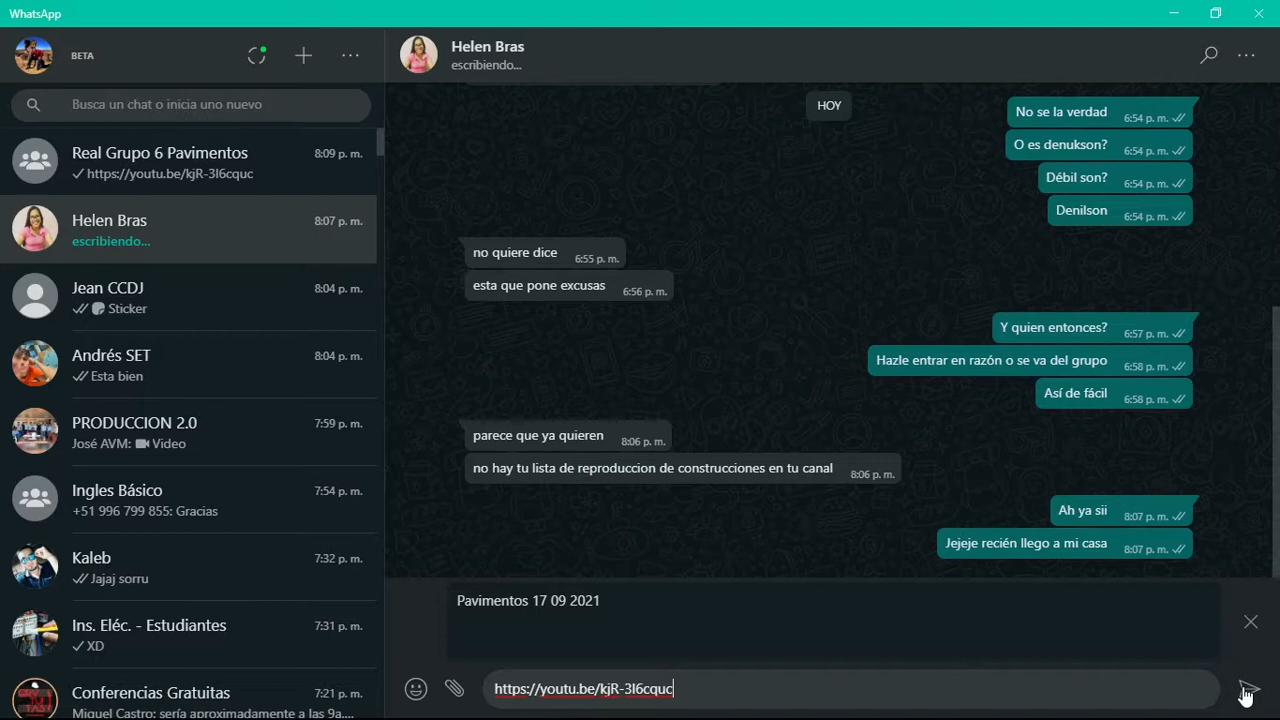 WhatsApp
BETA
Busca un chat o inicia uno nuevo
Real Grupo 6 Pavimentos 8:09 p. m.
https://youtu.be/kjR-3l6cquc
Helen Bras 8:07 p. m.
escribiendo...
Jean CCDJ 8:04 p. m.
Sticker
Andrés SET 8:04 p. m.
Esta bien
PRODUCCION 2.0 7:59 p. m.
José AVM: Video
Ingles Básico 7:54 p. m.
+51 996 799 855: Gracias
Kaleb 7:32 p. m.
Jajaj sorru
Ins. Eléc. - Estudiantes 7:31 p. m.
XD
Conferencias Gratuitas 7:21 p. m.
Miguel Castro: sería aproximadamente a las 9a....
Helen Bras
escribiendo...
HOY
No se la verdad 6:54 p. m.
O es denukson? 6:54 p. m.
Débil son? 6:54 p. m.
Denilson 6:54 p. m.
no quiere dice 6:55 p. m.
esta que pone excusas 6:56 p. m.
Y quien entonces? 6:57 p. m.
Hazle entrar en razón o se va del grupo 6:58 p. m.
Así de fácil 6:58 p. m.
parece que ya quieren 8:06 p. m.
no hay tu lista de reproduccion de construcciones en tu canal 8:06 p. m.
Ah ya sii 8:07 p. m.
Jejeje recién llego a mi casa 8:07 p. m.
Pavimentos 17 09 2021
https://youtu.be/kjR-3l6cquc